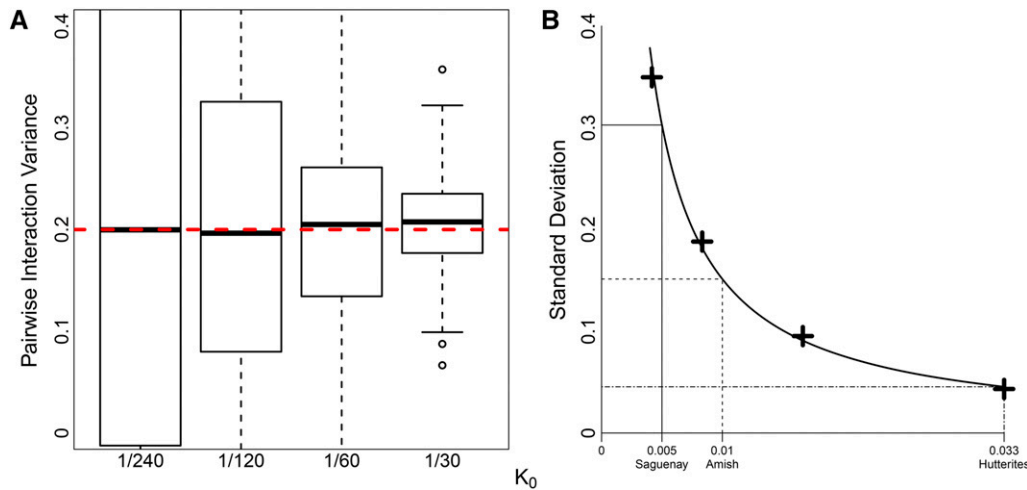 A
Pairwise Interaction Variance
0.4
0.3
0.2
0.1
0
1/240 1/120 1/60 1/30
K0
B
Standard Deviation
0.4
0.3
0.2
0.1
0
0 0.005 0.01 0.033
Saguenay Amish Hutterites